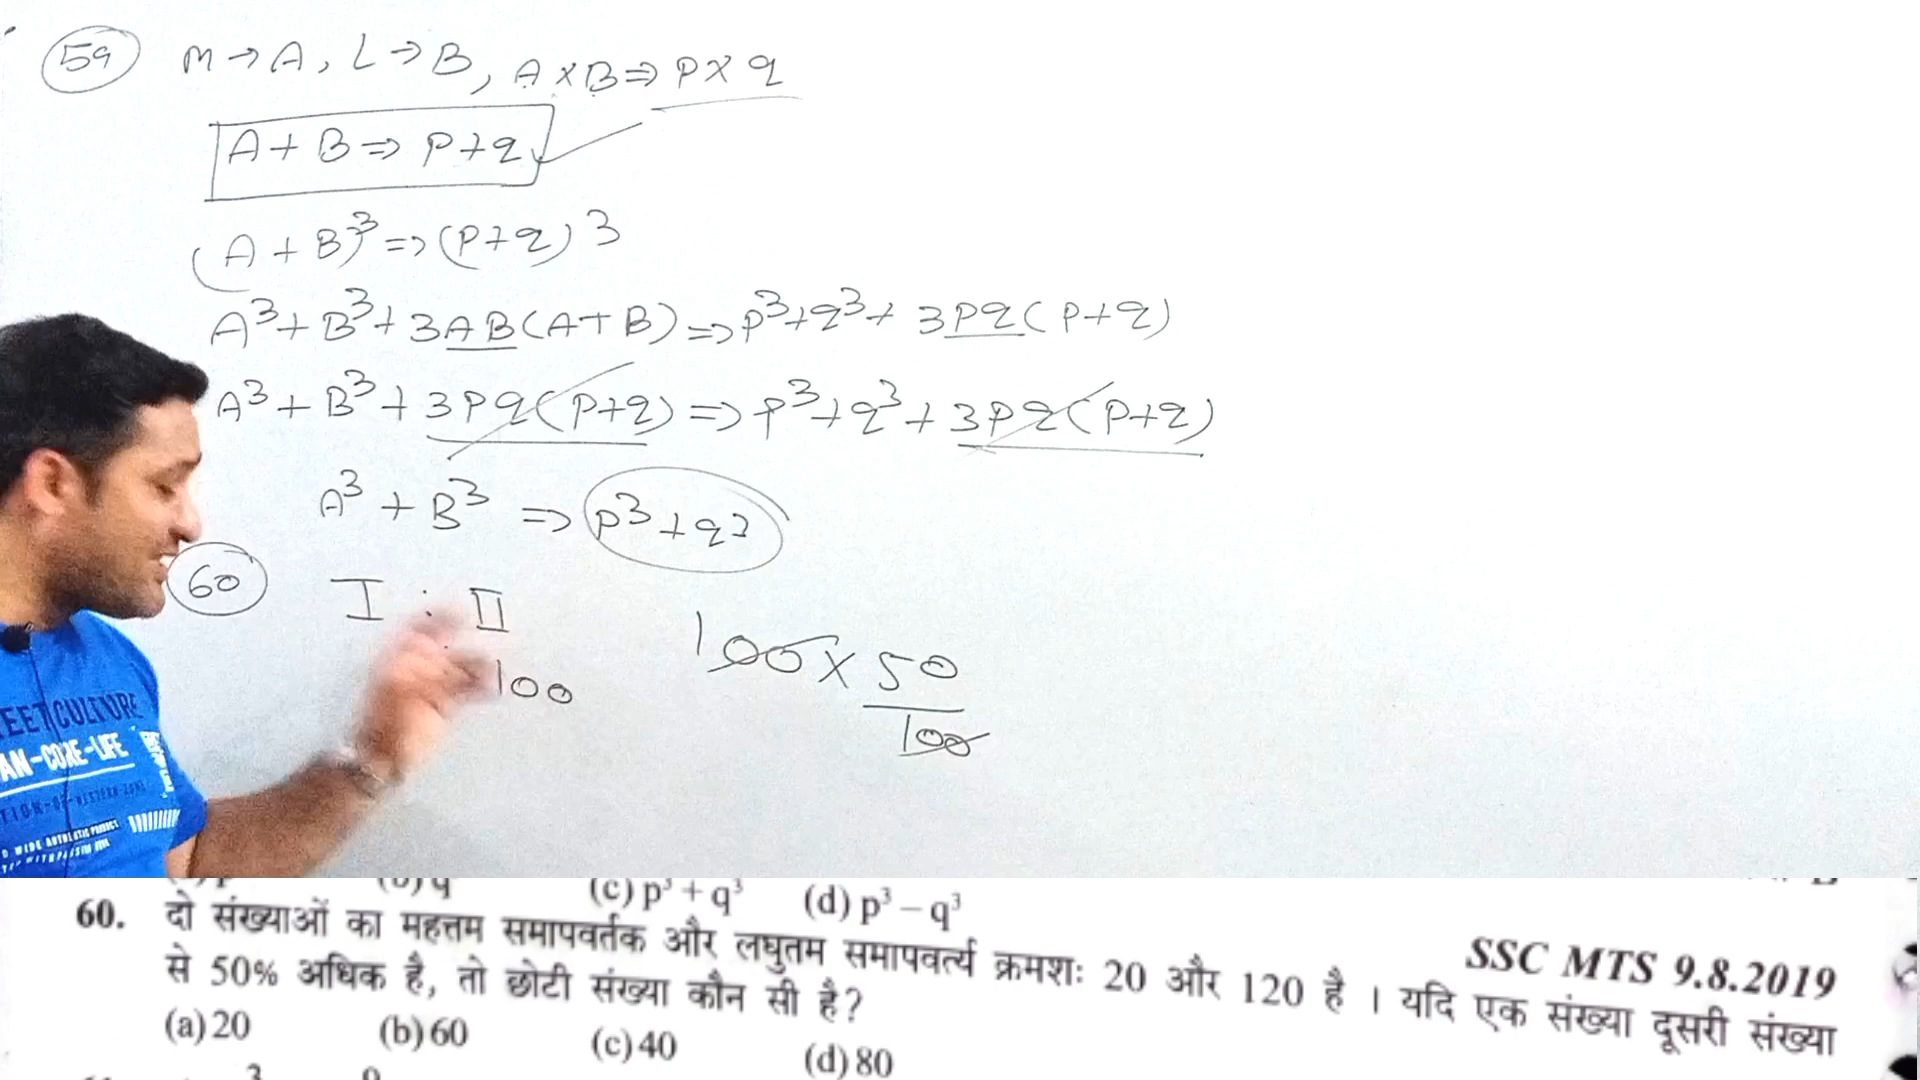 59 M → A, L → B, A × B ⇒ P × q
A + B ⇒ P + q
(A + B)³ ⇒ (P + q)3
A³ + B³ + 3AB(A + B) ⇒ P³ + q³ + 3Pq(P + q)
A³ + B³ + 3Pq(P + q) ⇒ P³ + q³ + 3Pq(P + q)
A³ + B³ ⇒ P³ + q3
60 I : II
100
100 × 50
100
CULTURE
(c) p³ + q³ (d) p³ – q³
SSC MTS 9.8.2019
60. दो संख्याओं का महत्तम समापवर्तक और लघुतम समापवर्त्य क्रमशः 20 और 120 है । यदि एक संख्या दूसरी संख्या
से 50% अधिक है, तो छोटी संख्या कौन सी है?
(a) 20 (b) 60 (c) 40 (d) 80